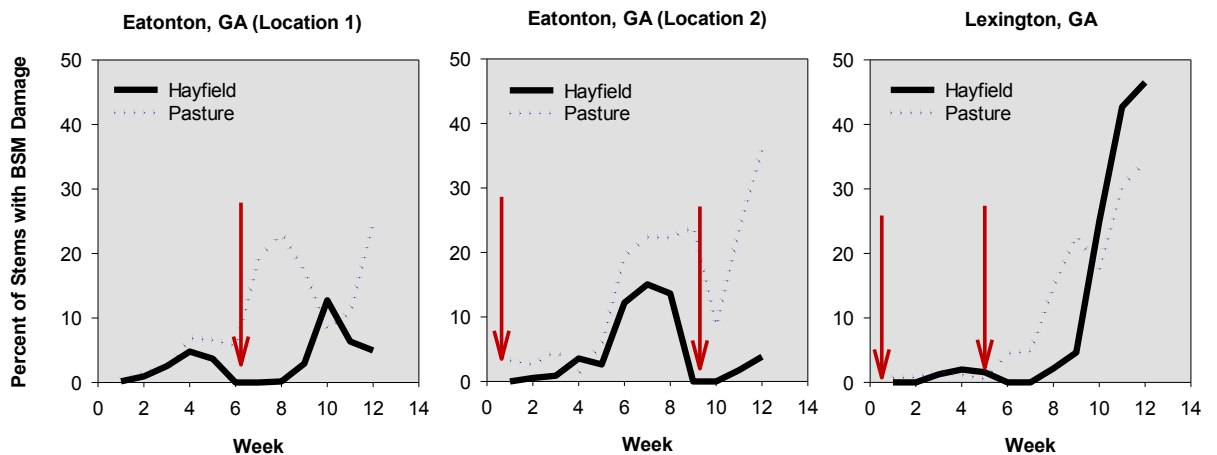 Eatonton, GA (Location 1)
Eatonton, GA (Location 2)
Lexington, GA
Percent of Stems with BSM Damage
50
40
30
20
10
0
Hayfield
Pasture
0 2 4 6 8 10 12 14
Week
50
40
30
20
10
0
Hayfield
Pasture
0 2 4 6 8 10 12 14
Week
50
40
30
20
10
0
Hayfield
Pasture
0 2 4 6 8 10 12 14
Week